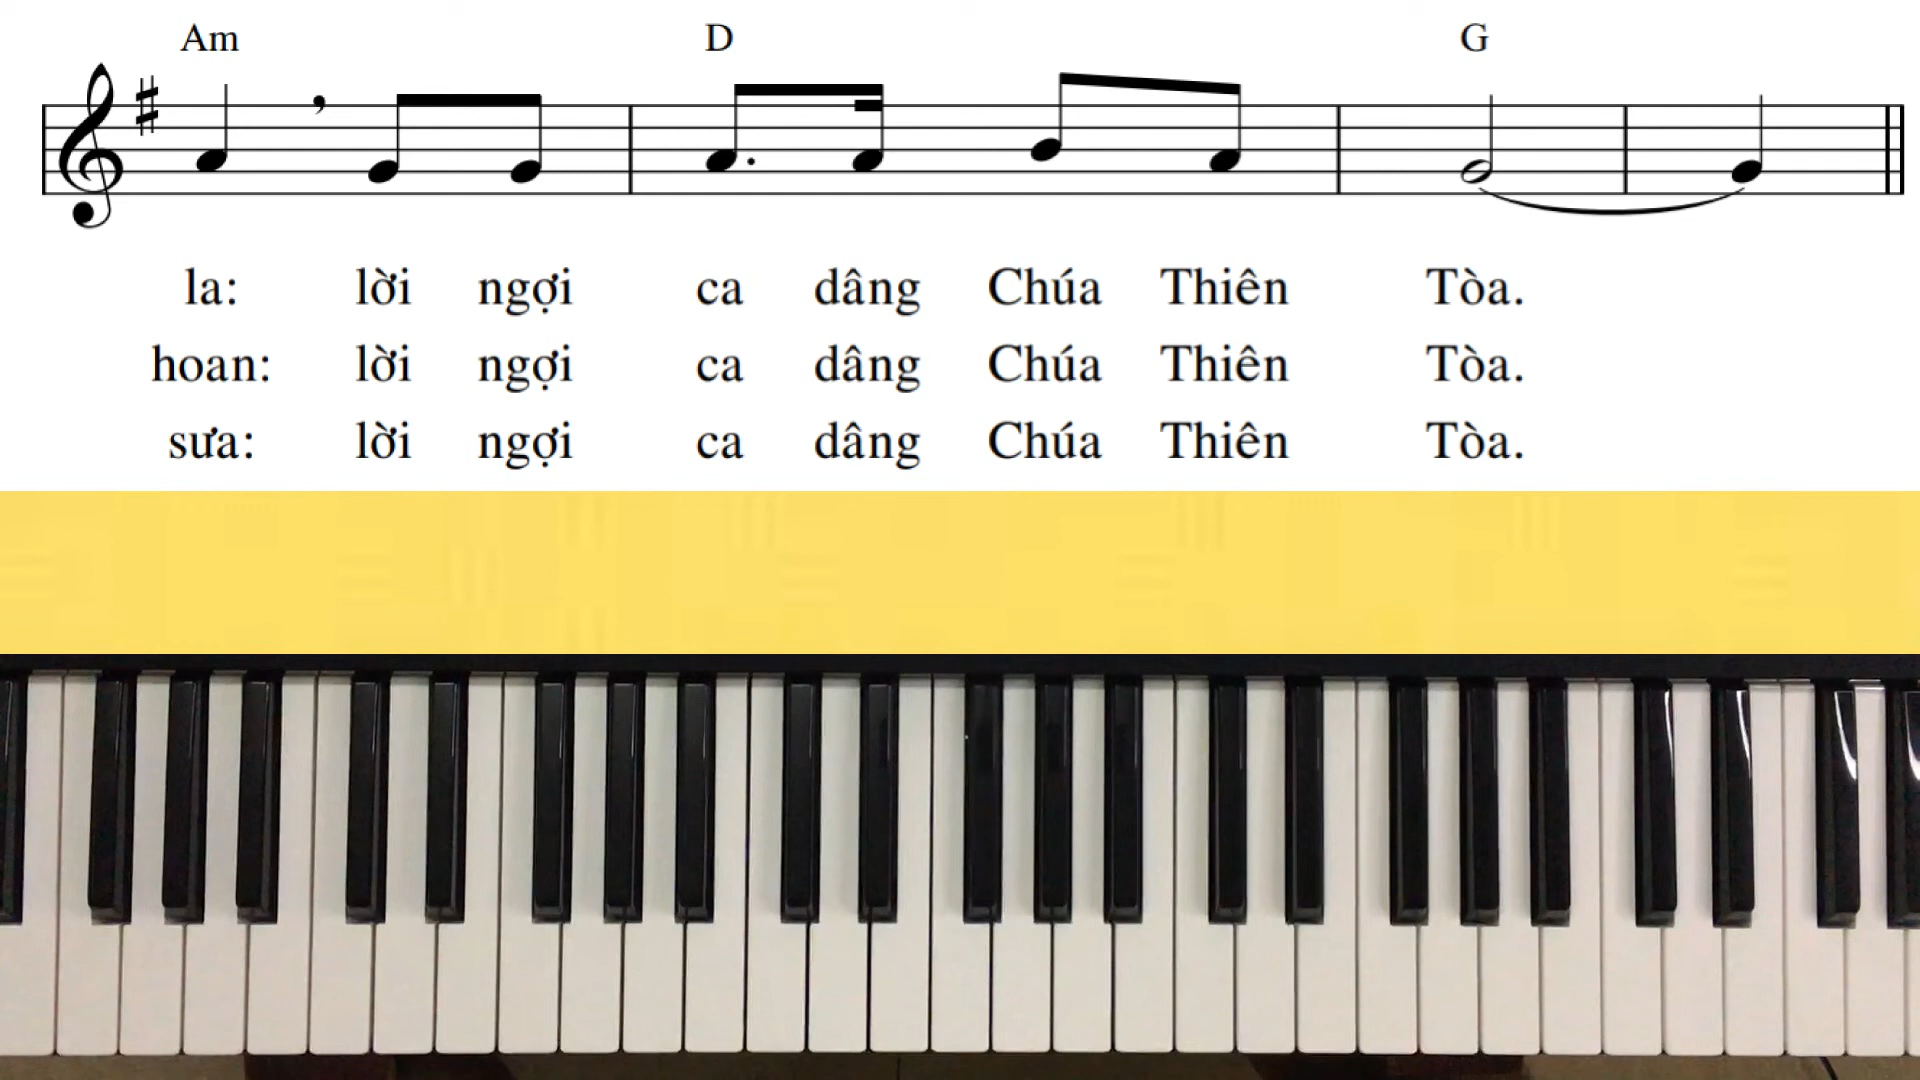 Am D G
la: lời ngợi ca dâng Chúa Thiên Tòa.
hoan: lời ngợi ca dâng Chúa Thiên Tòa.
sưa: lời ngợi ca dâng Chúa Thiên Tòa.